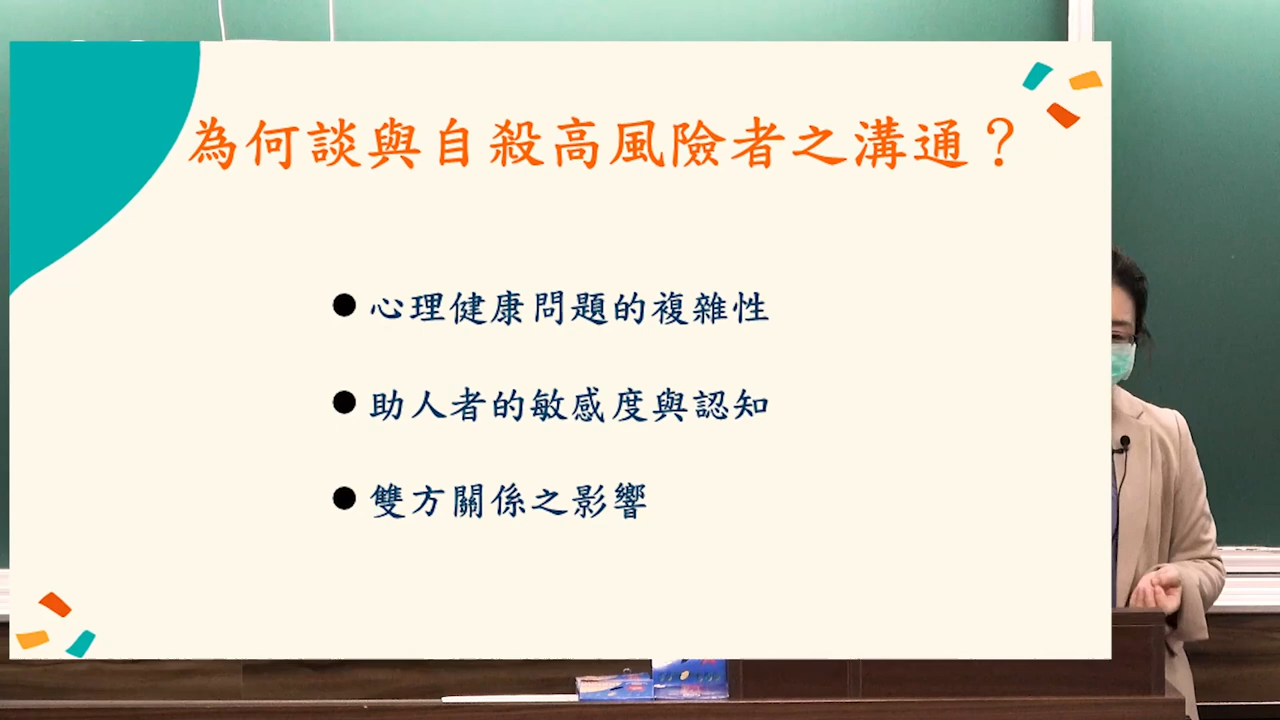 為何談與自殺高風險者之溝通？
● 心理健康問題的複雜性
● 助人者的敏感度與認知
● 雙方關係之影響